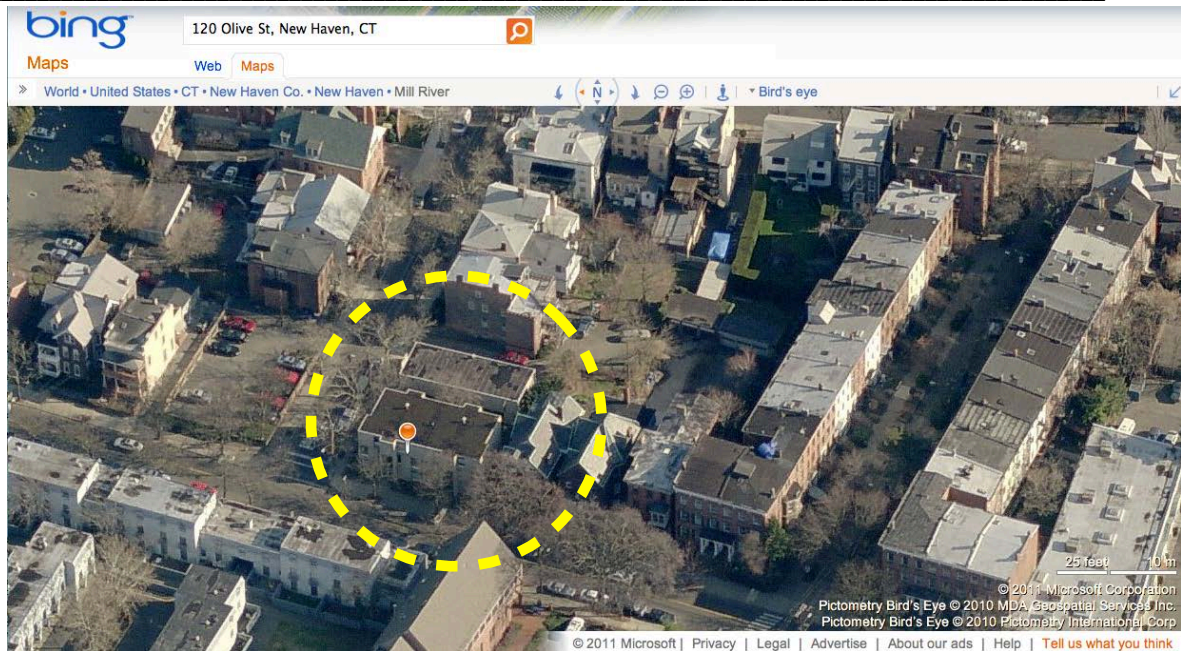 bing
120 Olive St, New Haven, CT
Maps
Web Maps
» World • United States • CT • New Haven Co. • New Haven • Mill River
N
Bird's eye
25 feet 10 m
© 2011 Microsoft Corporation
Pictometry Bird's Eye © 2010 MDA Geospatial Services Inc.
Pictometry Bird's Eye © 2010 Pictometry International Corp
© 2011 Microsoft | Privacy | Legal | Advertise | About our ads | Help | Tell us what you think